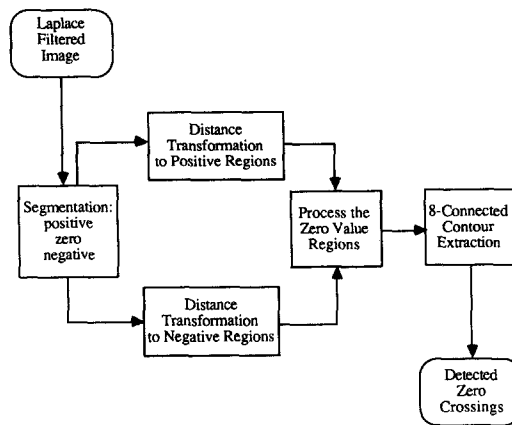 Laplace
Filtered
Image
Distance
Transformation
to Positive Regions
Segmentation:
positive
zero
negative
Process the
Zero Value
Regions
8-Connected
Contour
Extraction
Distance
Transformation
to Negative Regions
Detected
Zero
Crossings